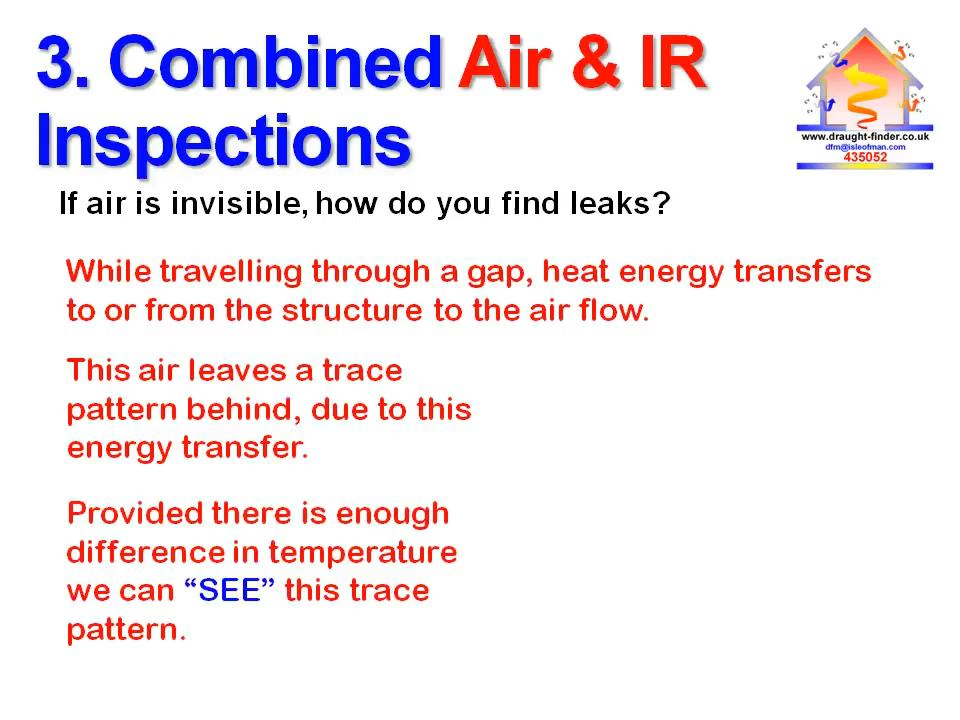 3. Combined Air & IR
Inspections
www.draught-finder.co.uk
dfm@isleofman.com
435052
If air is invisible, how do you find leaks?
While travelling through a gap, heat energy transfers
to or from the structure to the air flow.
This air leaves a trace
pattern behind, due to this
energy transfer.
Provided there is enough
difference in temperature
we can “SEE” this trace
pattern.